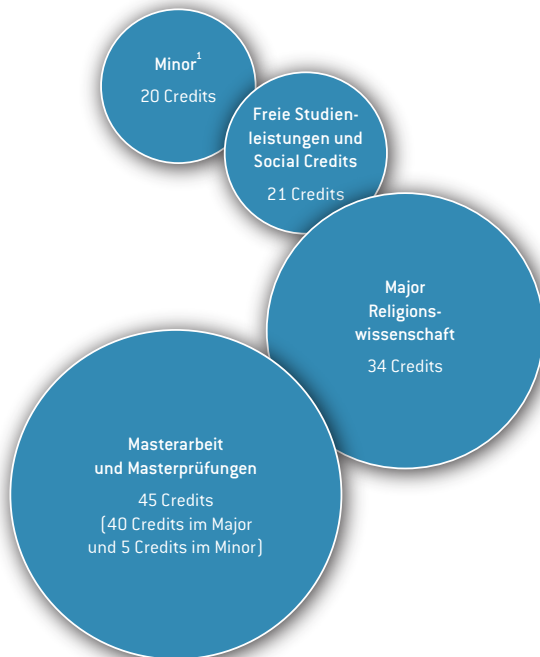 Minor¹
20 Credits
Freie Studien-
leistungen und
Social Credits
21 Credits
Major
Religions-
wissenschaft
34 Credits
Masterarbeit
und Masterprüfungen
45 Credits
(40 Credits im Major
und 5 Credits im Minor)